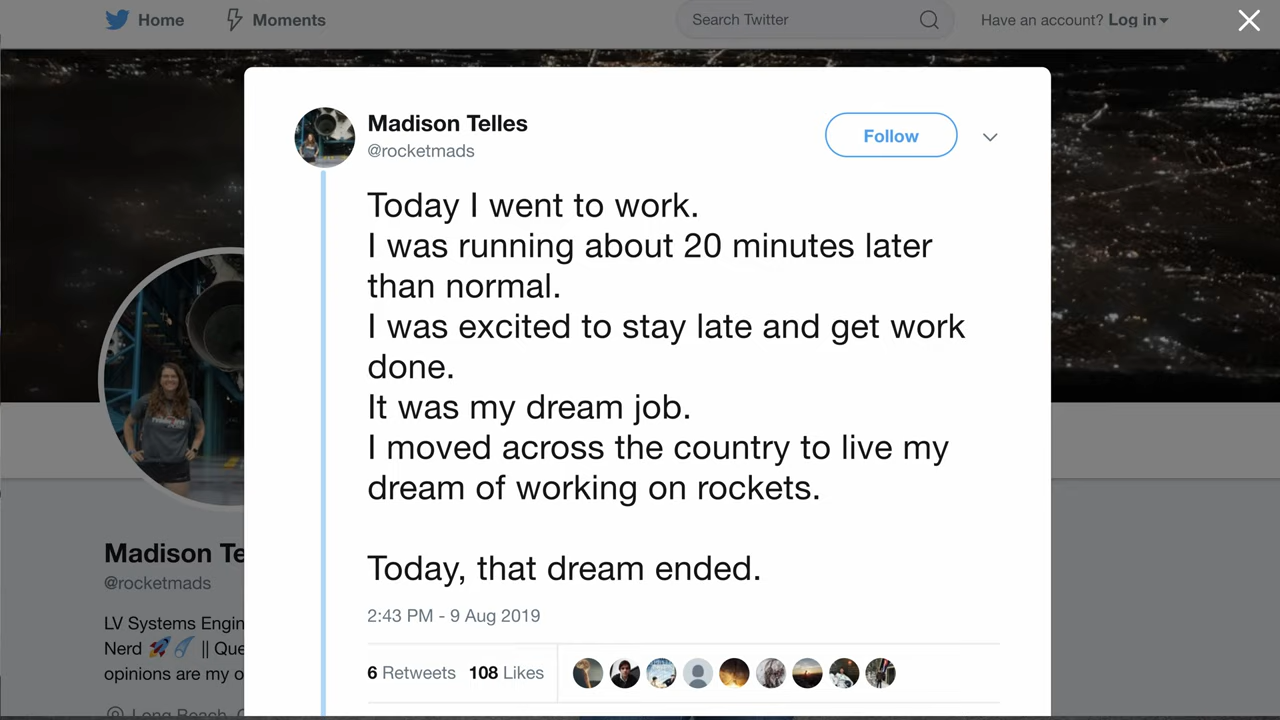 Home Moments Search Twitter Have an account? Log in
Madison Telles
@rocketmads
Follow
Today I went to work.
I was running about 20 minutes later
than normal.
I was excited to stay late and get work
done.
It was my dream job.
I moved across the country to live my
dream of working on rockets.
Today, that dream ended.
2:43 PM - 9 Aug 2019
6 Retweets 108 Likes
Madison Te
@rocketmads
LV Systems Engin
Nerd 🚀☄️ || Que
opinions are my o
Long Beach,